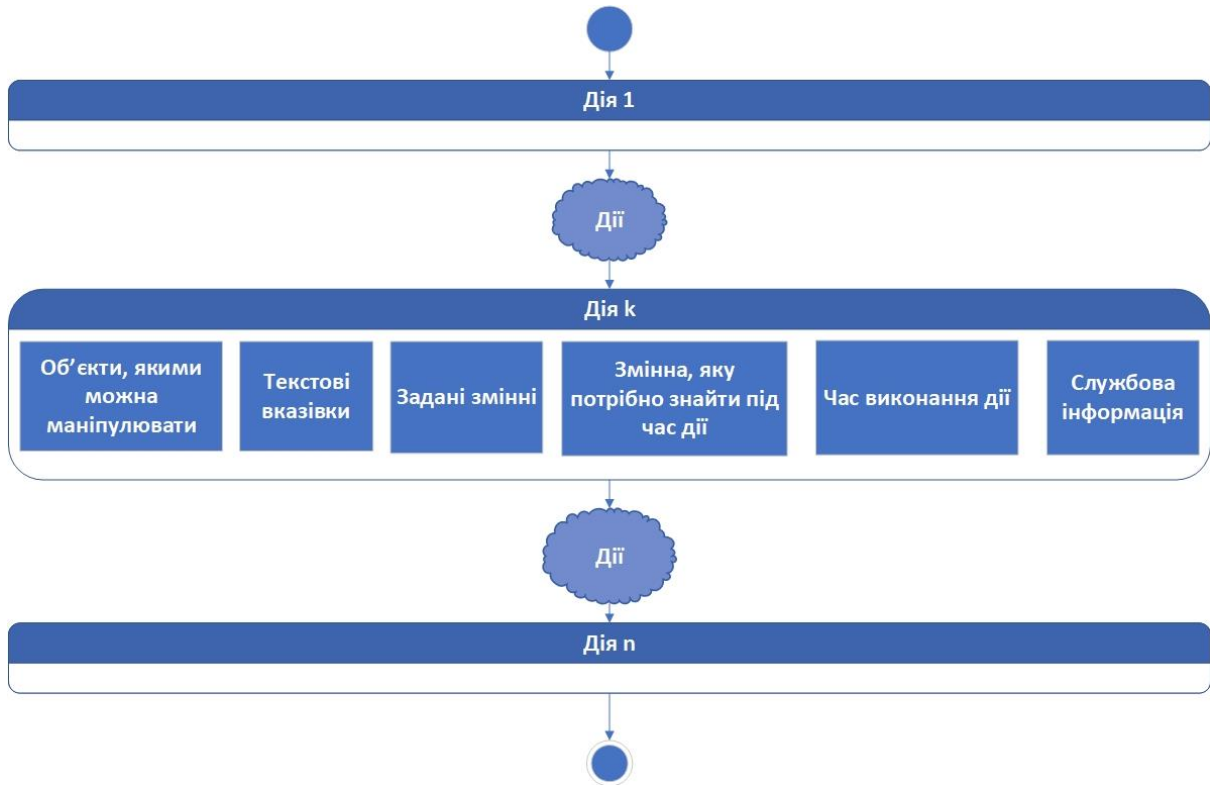 Дія 1
Дії
Дія k
Об’єкти, якими
можна
маніпулювати
Текстові
вказівки
Задані змінні
Змінна, яку
потрібно знайти під
час дії
Час виконання дії
Службова
інформація
Дії
Дія n